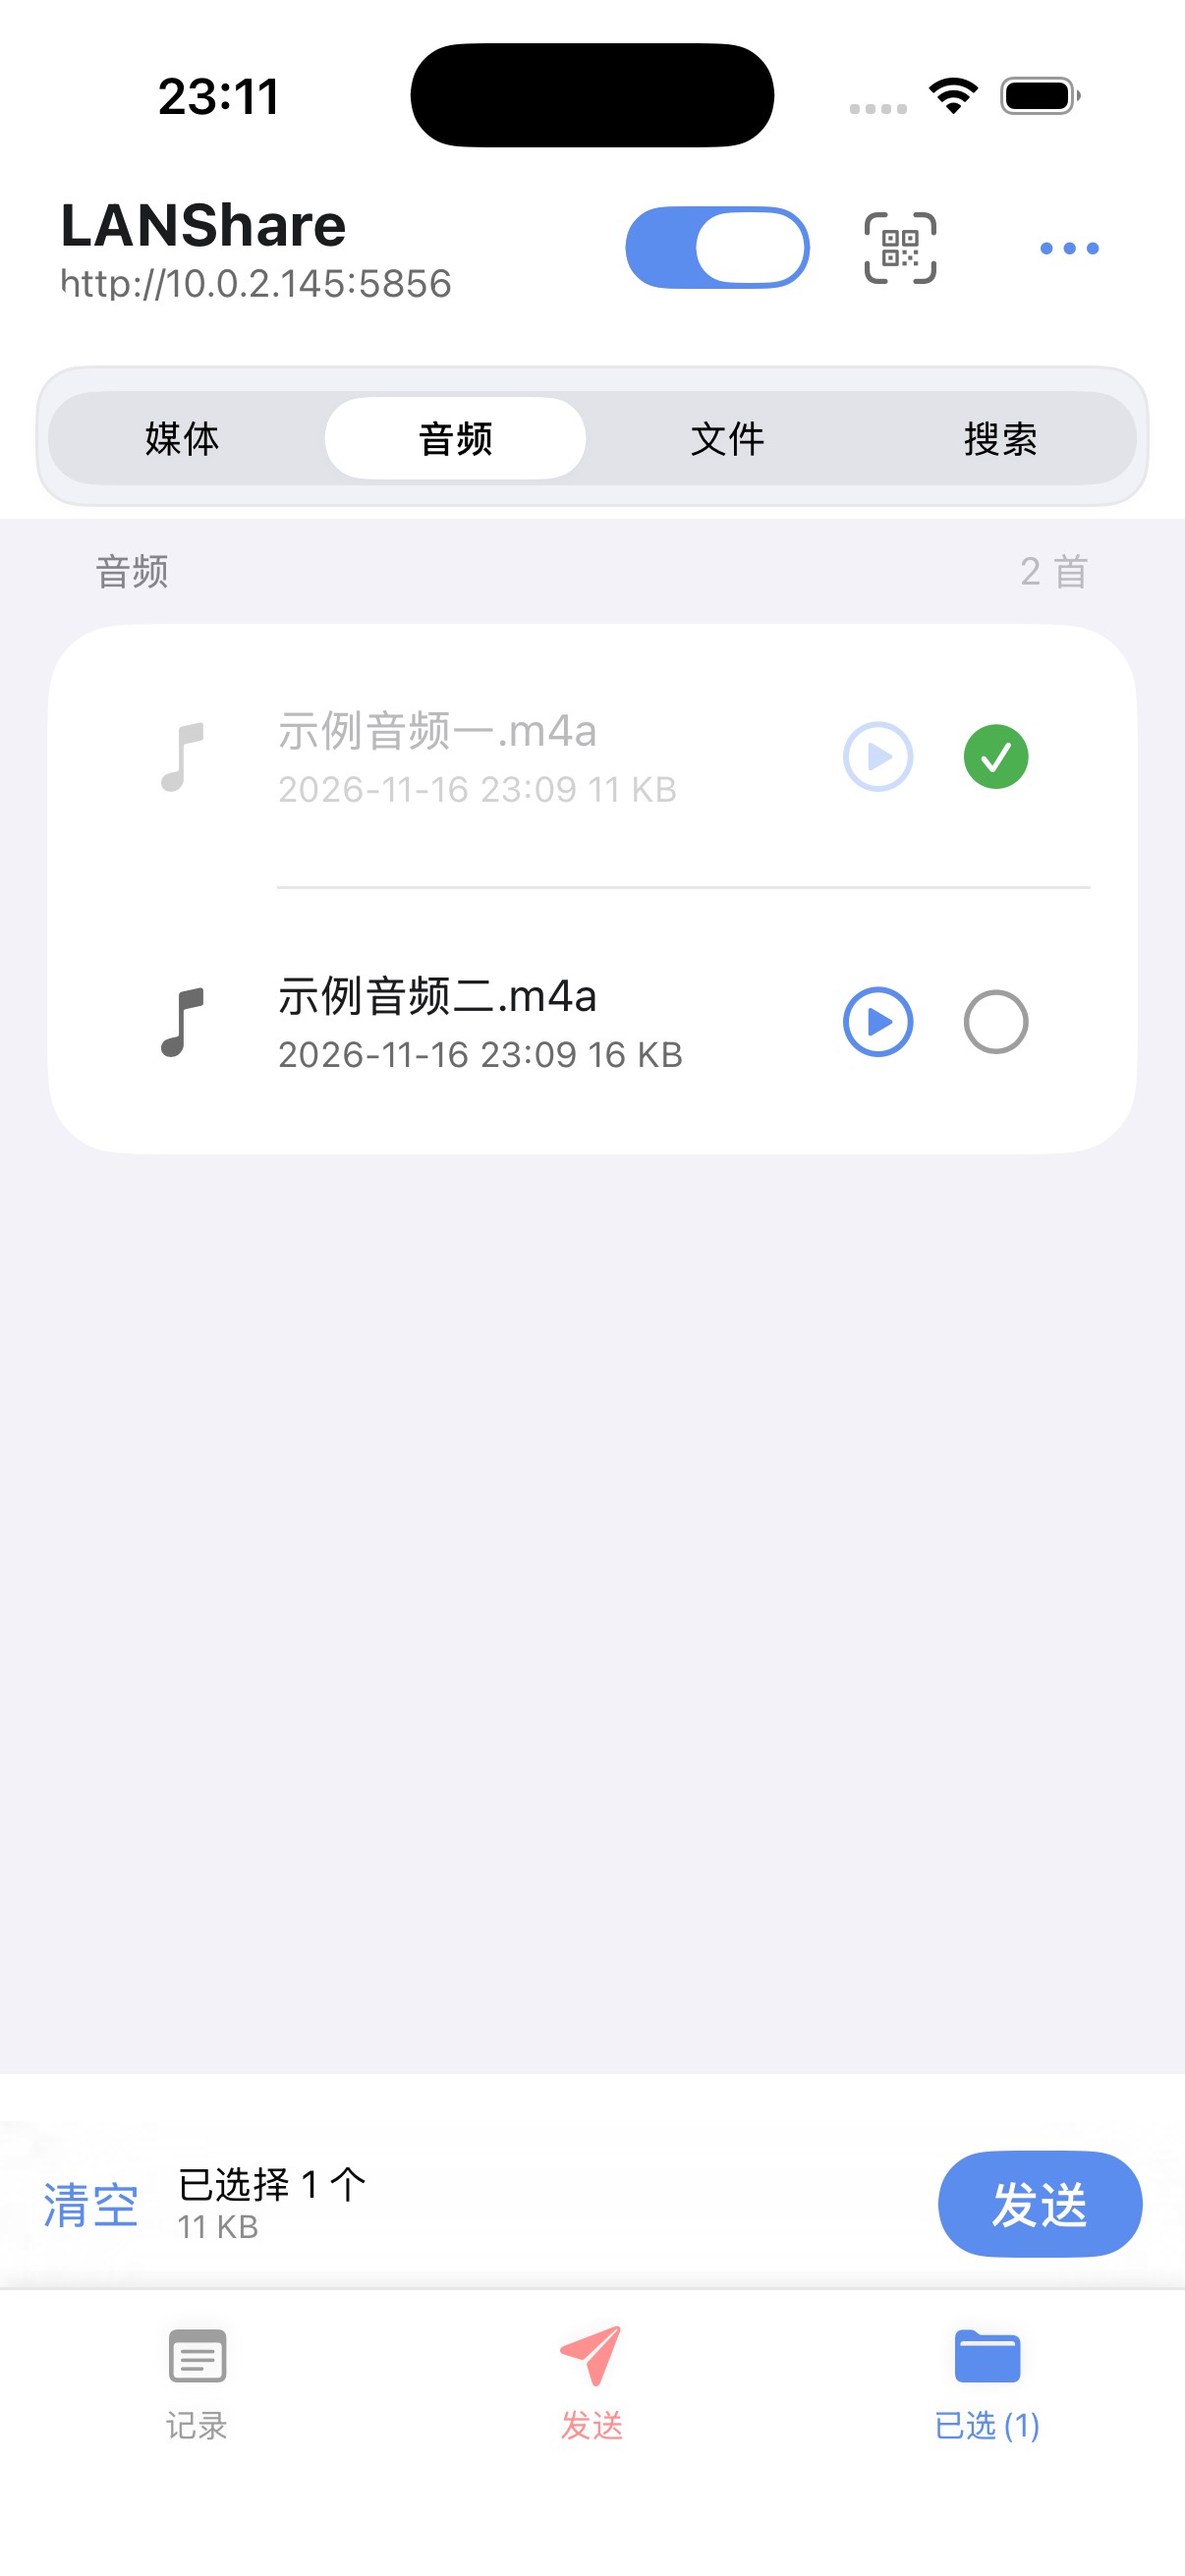 23:11
LANShare
http://10.0.2.145:5856
媒体
音频
文件
搜索
音频
2 首
示例音频一.m4a
2026-11-16 23:09 11 KB
示例音频二.m4a
2026-11-16 23:09 16 KB
清空
已选择 1 个
11 KB
发送
记录
发送
已选 (1)